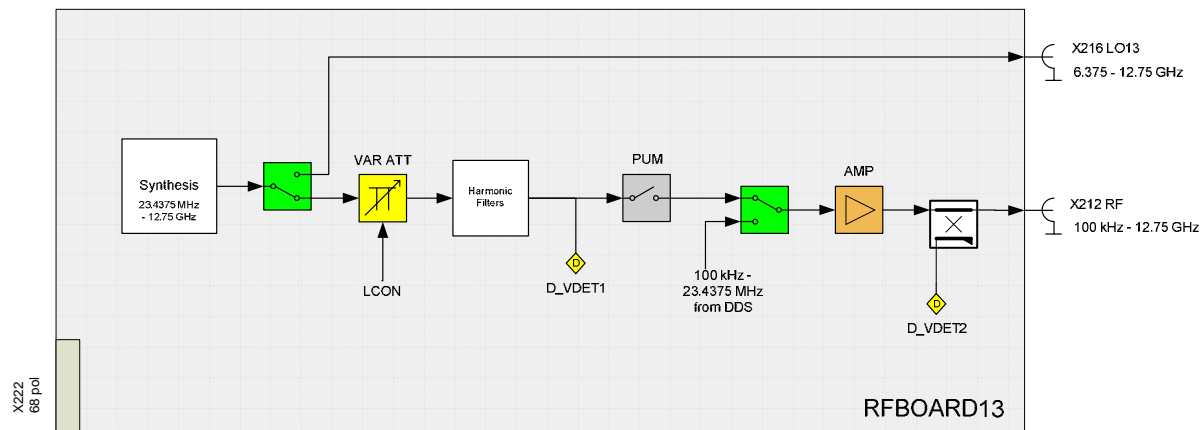 X216 LO13
6.375 - 12.75 GHz
Synthesis
23.4375 MHz
- 12.75 GHz
VAR ATT
LCON
Harmonic
Filters
D
D_VDET1
PUM
100 kHz -
23.4375 MHz
from DDS
AMP
D
D_VDET2
X212 RF
100 kHz - 12.75 GHz
X222
68 pol
RFBOARD13